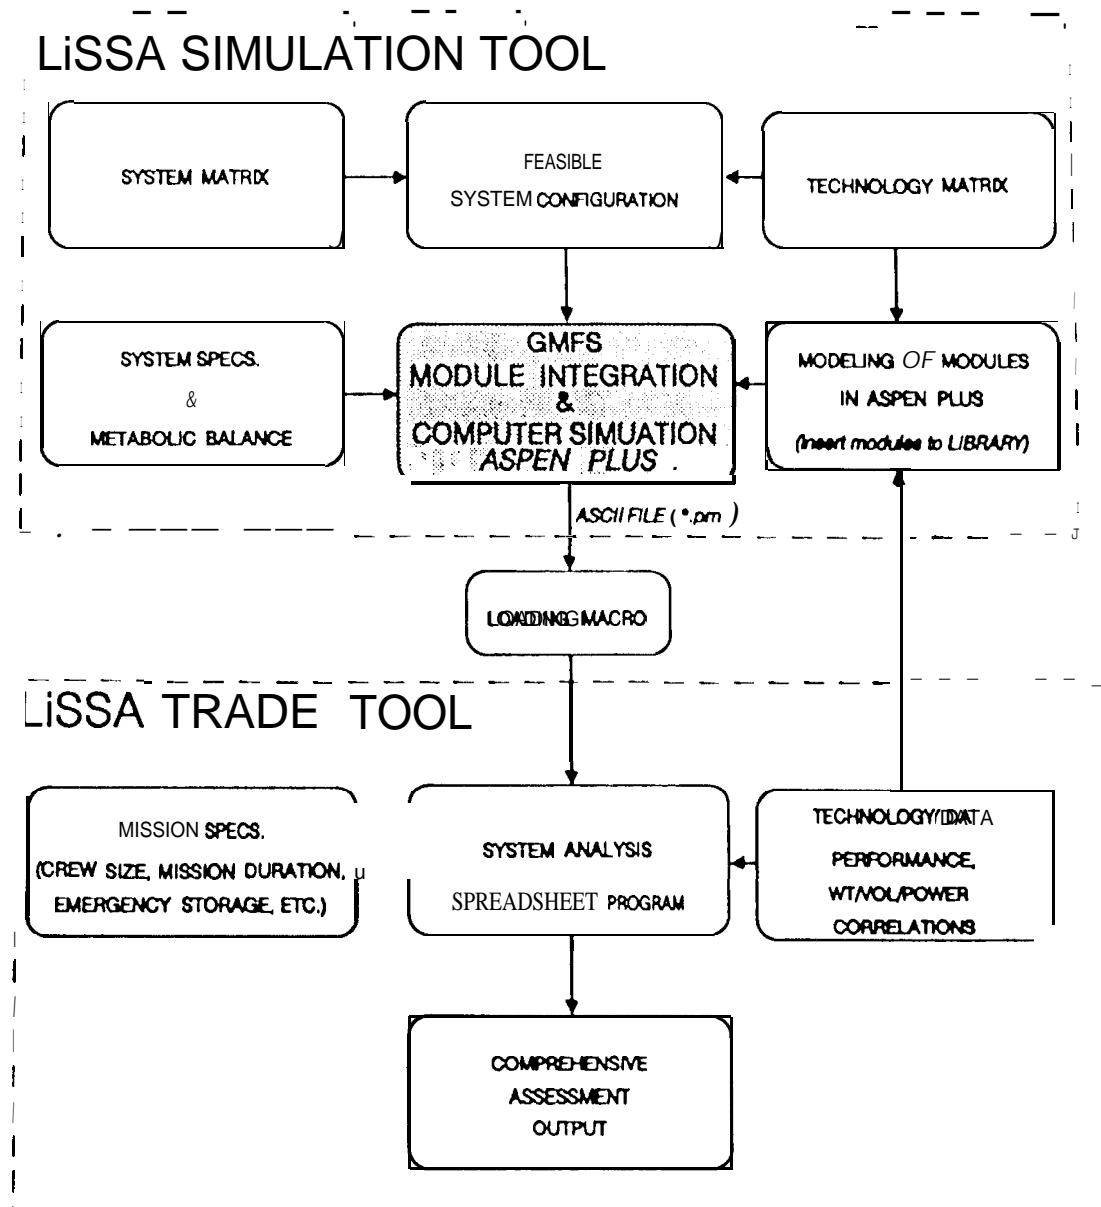 LiSSA SIMULATION TOOL
SYSTEM MATRIX
FEASIBLE
SYSTEM CONFIGURATION
TECHNOLOGY MATRIX
SYSTEM SPECS.
&
METABOLIC BALANCE
GMFS
MODULE INTEGRATION
&
COMPUTER SIMUATION
ASPEN PLUS .
MODELING OF MODULES
IN ASPEN PLUS
(Insert modules to LIBRARY)
ASCII FILE ( *.prn )
LOADING MACRO
LiSSA TRADE TOOL
MISSION SPECS.
(CREW SIZE, MISSION DURATION,
EMERGENCY STORAGE, ETC.)
SYSTEM ANALYSIS
SPREADSHEET PROGRAM
TECHNOLOGY DATA
PERFORMANCE,
WT/VOL/POWER
CORRELATIONS
COMPREHENSIVE
ASSESSMENT
OUTPUT